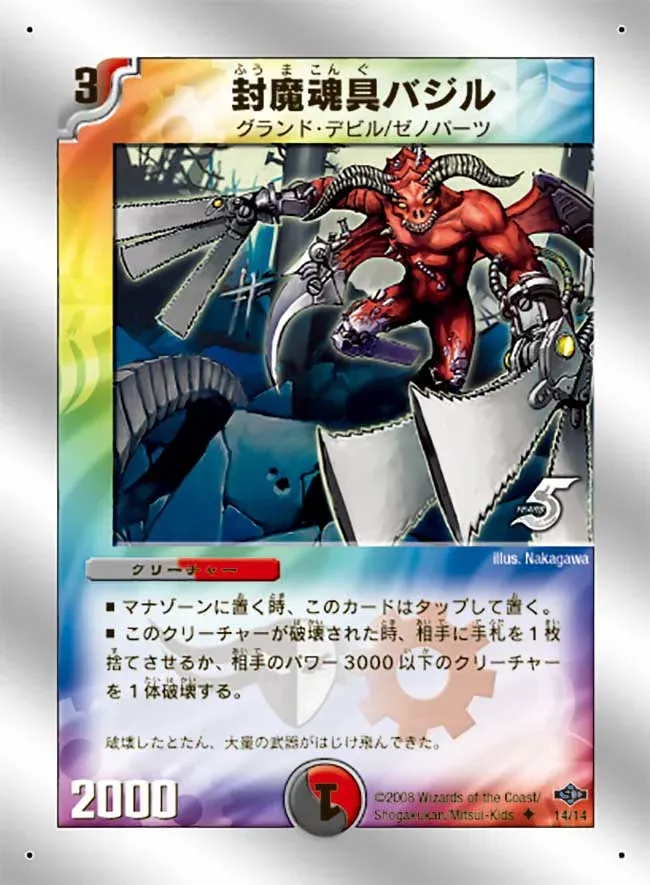 3
ふうまこんぐ
封魔魂具バジル
グランド・デビル/ゼノパーツ
5
YEARS
illus. Nakagawa
クリーチャー
■ マナゾーンに置く時、このカードはタップして置く。
■ このクリーチャーが破壊された時、相手に手札を1枚
捨てさせるか、相手のパワー3000以下のクリーチャー
を1体破壊する。
破壊したとたん、大量の武器がはじけ飛んできた。
2000
1
©2008 Wizards of the Coast/
Shogakukan/Mitsui-Kids
14/14